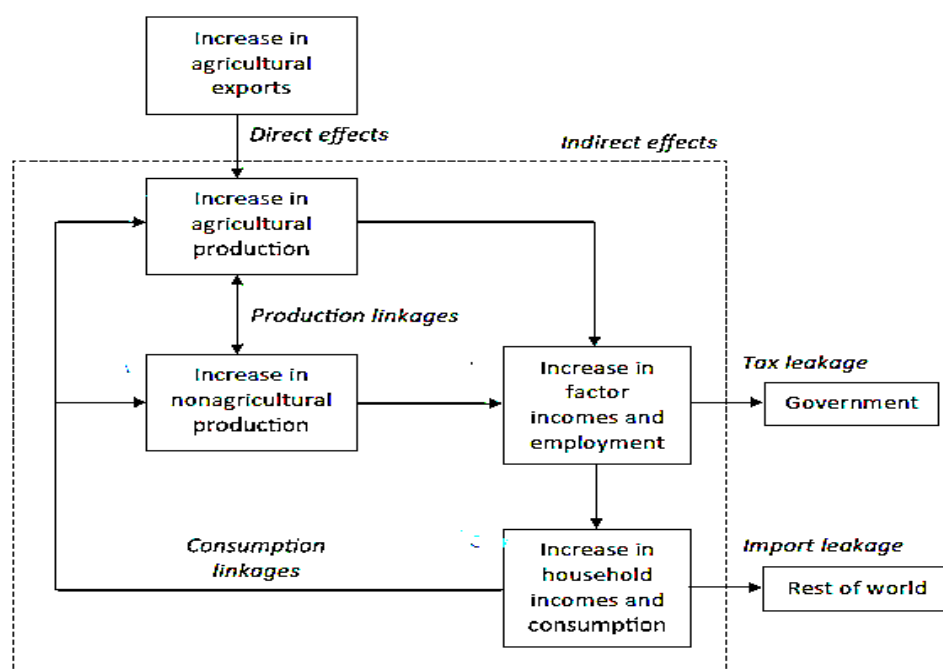 Increase in
agricultural
exports
Direct effects
Indirect effects
Increase in
agricultural
production
Production linkages
Increase in
nonagricultural
production
Increase in
factor
incomes and
employment
Tax leakage
Government
Consumption
linkages
Increase in
household
incomes and
consumption
Import leakage
Rest of world